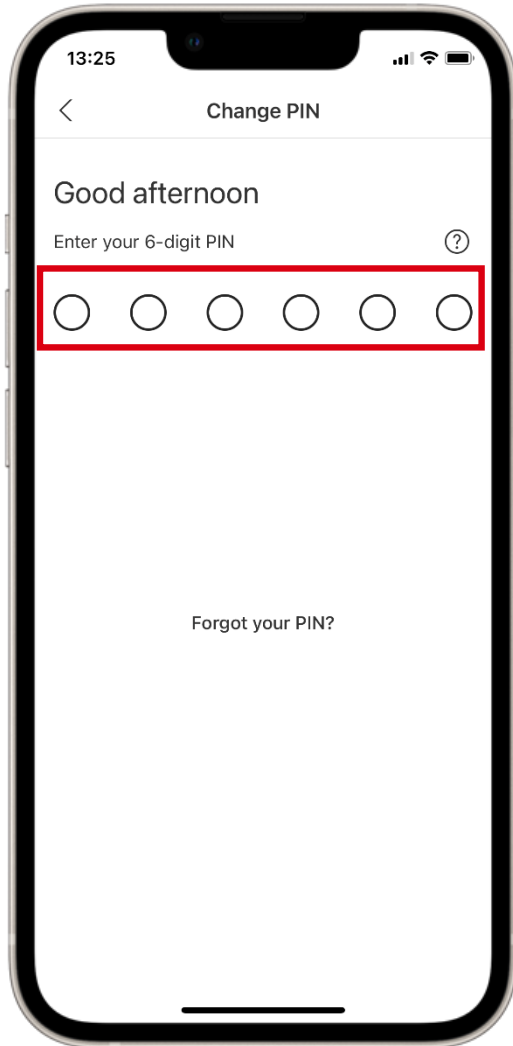 13:25
Change PIN
Good afternoon
Enter your 6-digit PIN ?
Forgot your PIN?